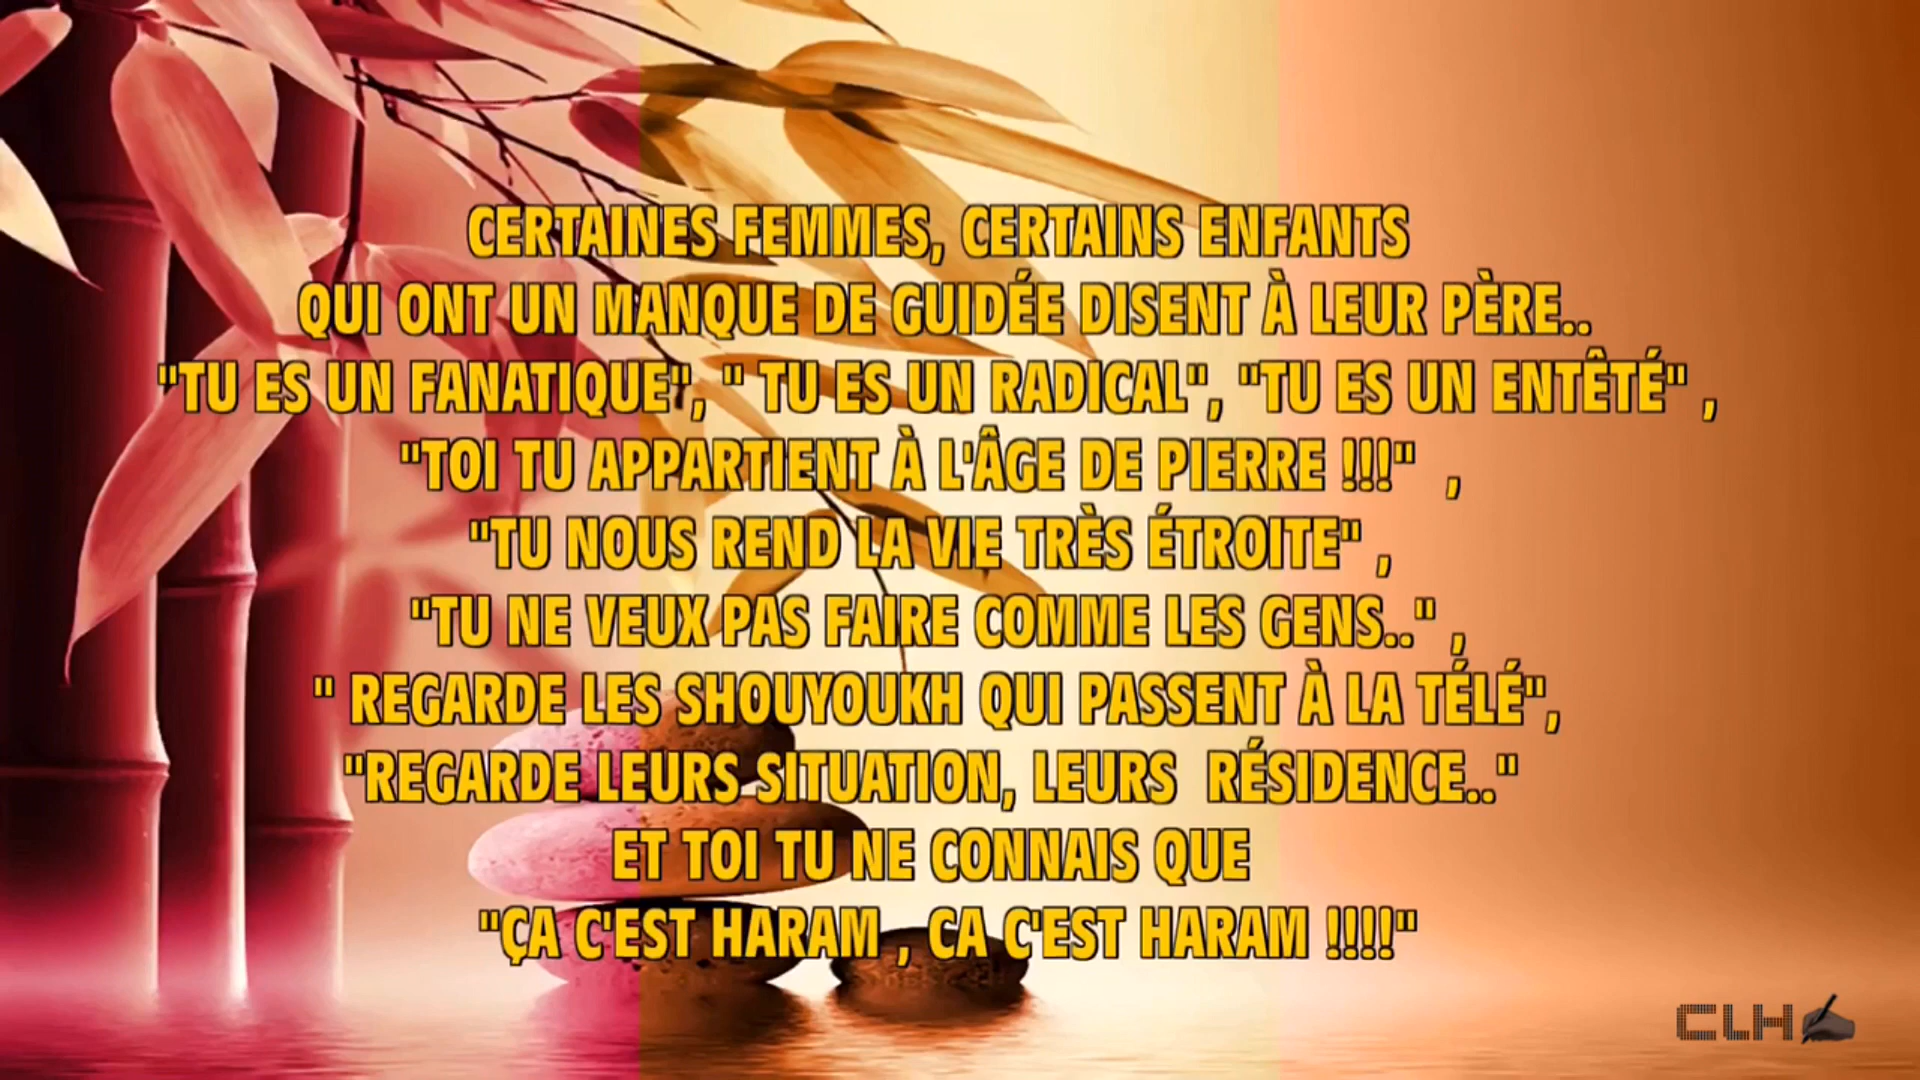 CERTAINES FEMMES, CERTAINS ENFANTS
QUI ONT UN MANQUE DE GUIDÉE DISENT À LEUR PÈRE..
"TU ES UN FANATIQUE", " TU ES UN RADICAL", "TU ES UN ENTÊTÉ" ,
"TOI TU APPARTIENT À L'ÂGE DE PIERRE !!!" ,
"TU NOUS REND LA VIE TRÈS ÉTROITE" ,
"TU NE VEUX PAS FAIRE COMME LES GENS.." ,
" REGARDE LES SHOUYOUKH QUI PASSENT À LA TÉLÉ",
"REGARDE LEURS SITUATION, LEURS RÉSIDENCE.."
ET TOI TU NE CONNAIS QUE
"ÇA C'EST HARAM , CA C'EST HARAM !!!!"
CLH